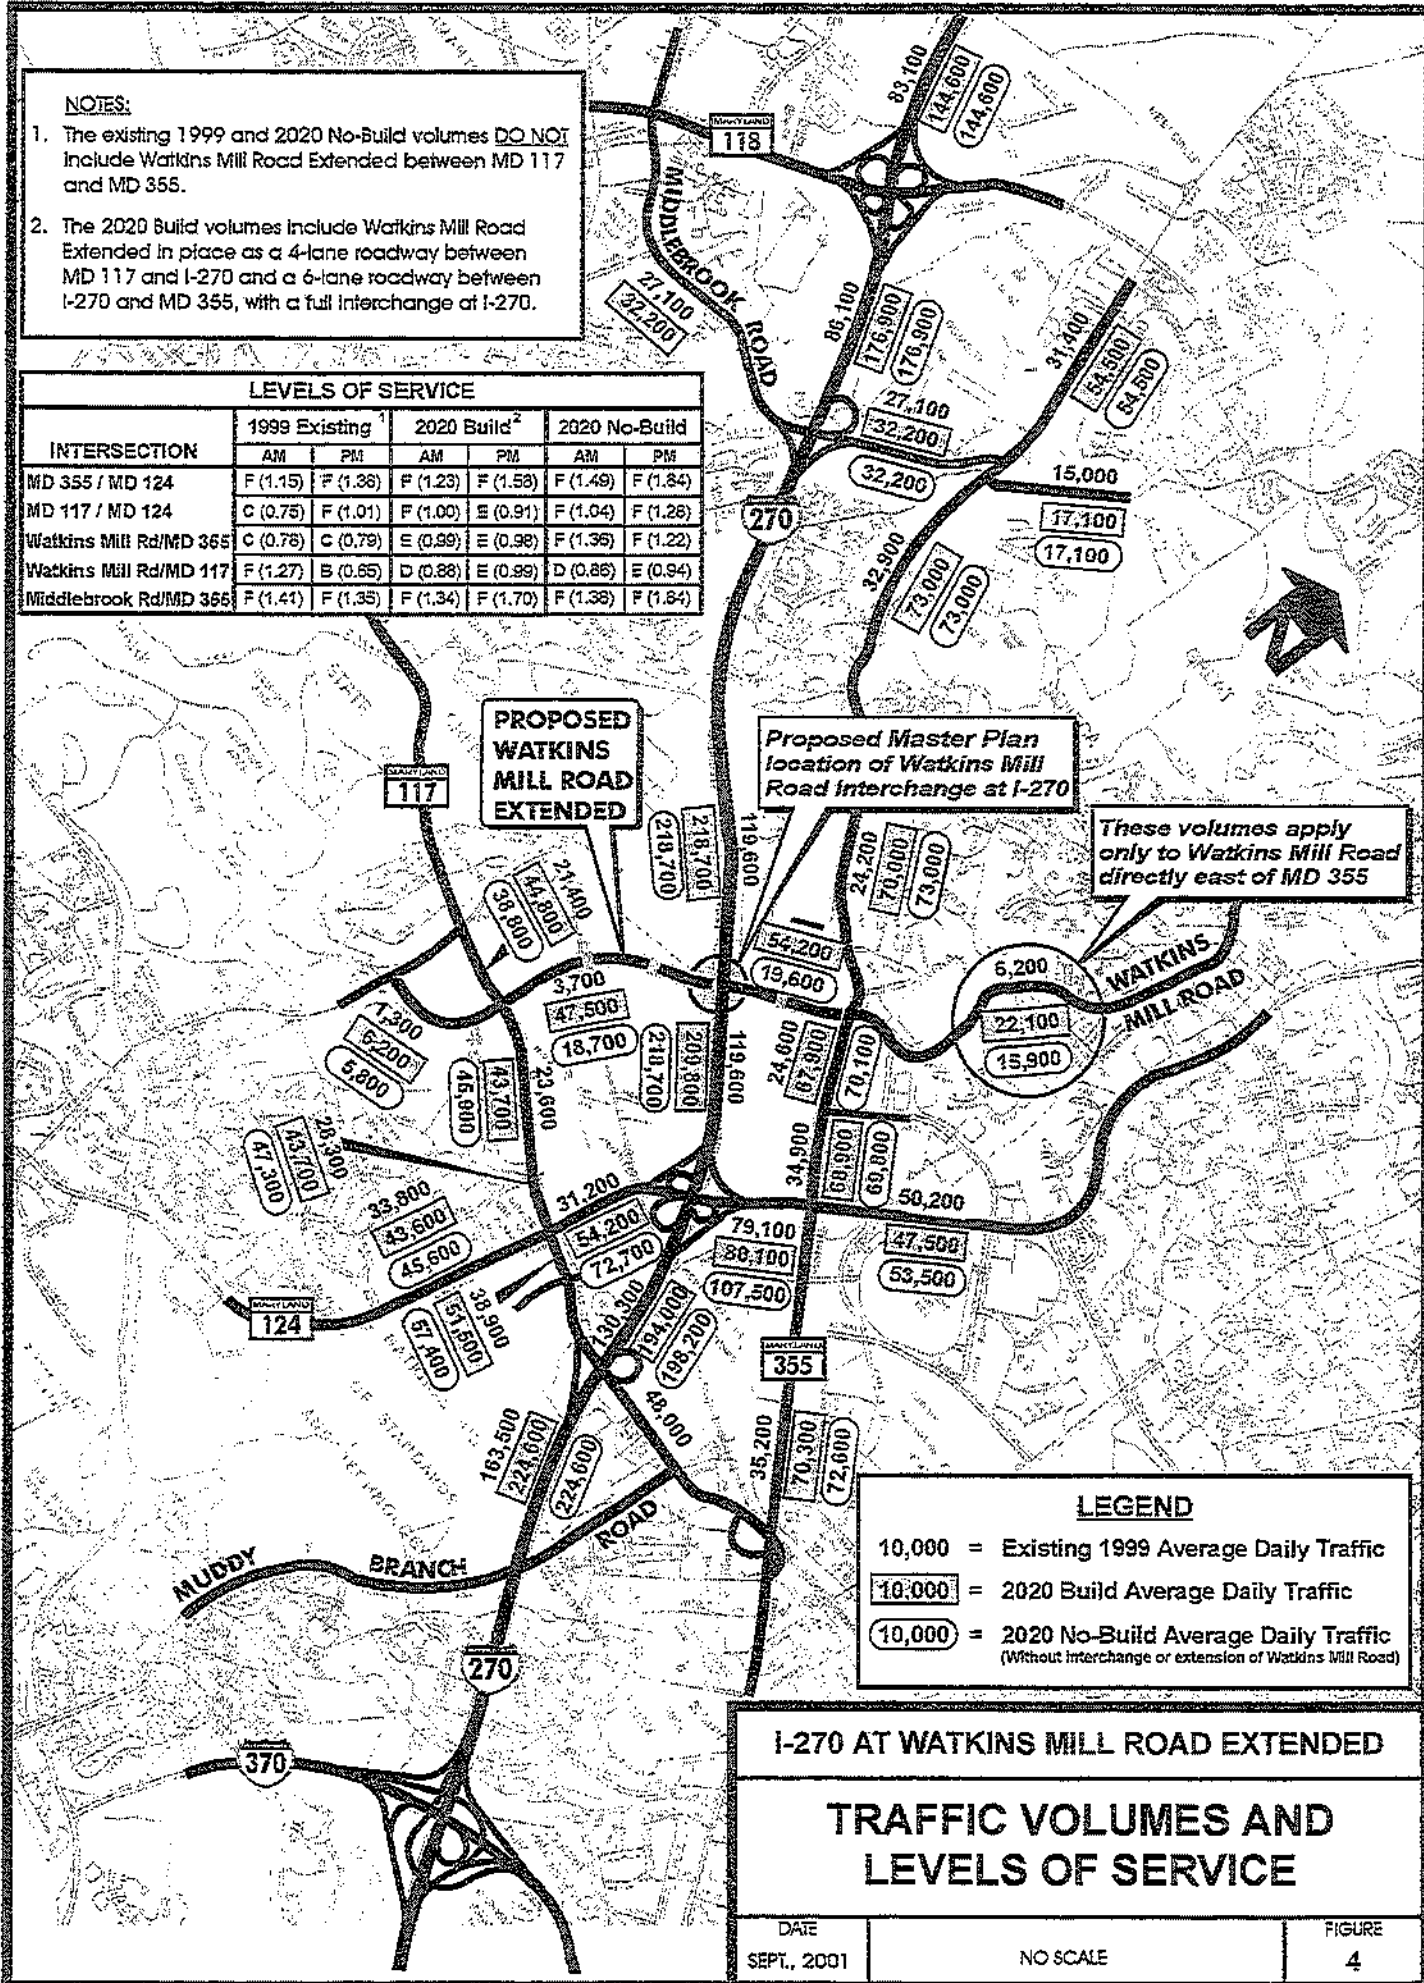 NOTES:
1. The existing 1999 and 2020 No-Build volumes DO NOT
include Watkins Mill Road Extended between MD 117
and MD 355.
2. The 2020 Build volumes include Watkins Mill Road
Extended in place as a 4-lane roadway between
MD 117 and I-270 and a 6-lane roadway between
I-270 and MD 355, with a full interchange at I-270.
LEVELS OF SERVICE
INTERSECTION 1999 Existing 1 2020 Build 2 2020 No-Build
AM PM AM PM AM PM
MD 355 / MD 124 F (1.15) F (1.38) F (1.23) F (1.58) F (1.49) F (1.84)
MD 117 / MD 124 C (0.75) F (1.01) F (1.00) E (0.91) F (1.04) F (1.28)
Watkins Mill Rd/MD 355 C (0.78) C (0.79) E (0.99) E (0.98) F (1.36) F (1.22)
Watkins Mill Rd/MD 117 F (1.27) B (0.65) D (0.88) E (0.99) D (0.86) E (0.94)
Middlebrook Rd/MD 355 F (1.41) F (1.35) F (1.34) F (1.70) F (1.38) F (1.84)
83,100
144,600
144,600
MARYLAND
118
MIDDLEBROOK
ROAD
27,100
32,200
86,100
176,900
176,900
31,400
54,500
54,500
27,100
32,200
32,200
15,000
17,100
17,100
270
32,900
73,000
73,000
MARYLAND
117
PROPOSED
WATKINS
MILL ROAD
EXTENDED
Proposed Master Plan
location of Watkins Mill
Road Interchange at I-270
These volumes apply
only to Watkins Mill Road
directly east of MD 355
218,700
218,700
119,600
24,200
70,000
73,000
21,400
44,800
38,800
54,200
19,600
6,200
22,100
15,900
WATKINS
MILL ROAD
3,700
47,500
18,700
1,300
6,200
5,800
45,900
43,700
23,600
218,700
209,800
119,600
24,600
67,900
70,100
28,300
43,700
47,300
34,900
69,900
69,800
33,800
43,600
45,600
31,200
54,200
72,700
79,100
80,100
107,500
50,200
47,500
53,500
MARYLAND
124
38,900
51,500
57,400
130,300
194,000
198,200
MARYLAND
355
48,000
163,500
224,600
224,600
35,200
70,300
72,600
MUDDY BRANCH ROAD
270
370
LEGEND
10,000 = Existing 1999 Average Daily Traffic
10,000 = 2020 Build Average Daily Traffic
10,000 = 2020 No-Build Average Daily Traffic
(Without interchange or extension of Watkins Mill Road)
I-270 AT WATKINS MILL ROAD EXTENDED
TRAFFIC VOLUMES AND
LEVELS OF SERVICE
DATE
SEPT., 2001
NO SCALE
FIGURE
4